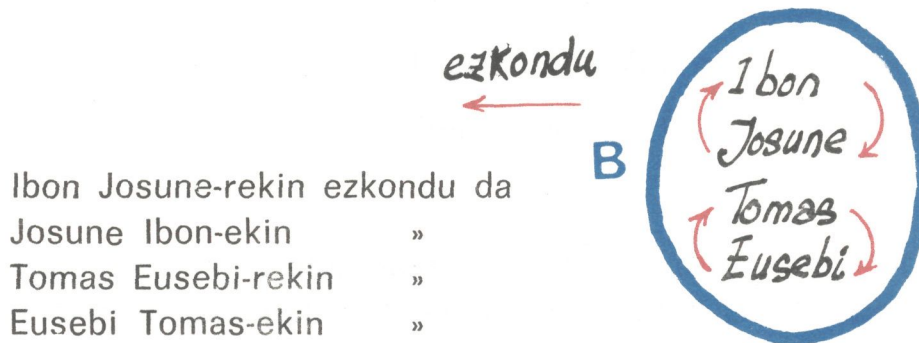 ezkondu
B
Ibon
Josune
Tomas
Eusebi
Ibon Josune-rekin ezkondu da
Josune Ibon-ekin »
Tomas Eusebi-rekin »
Eusebi Tomas-ekin »